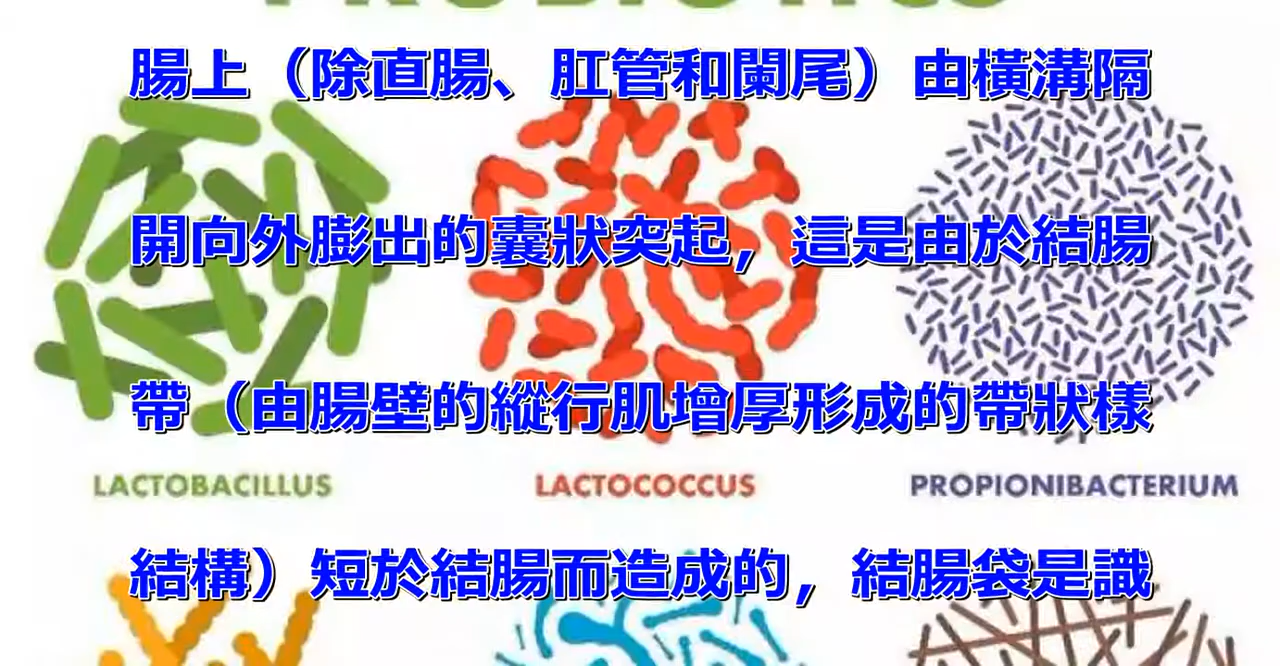 PROBIOTICS
腸上（除直腸、肛管和闌尾）由橫溝隔
開向外膨出的囊狀突起，這是由於結腸
帶（由腸壁的縱行肌增厚形成的帶狀樣
LACTOBACILLUS
LACTOCOCCUS
PROPIONIBACTERIUM
結構）短於結腸而造成的，結腸袋是識